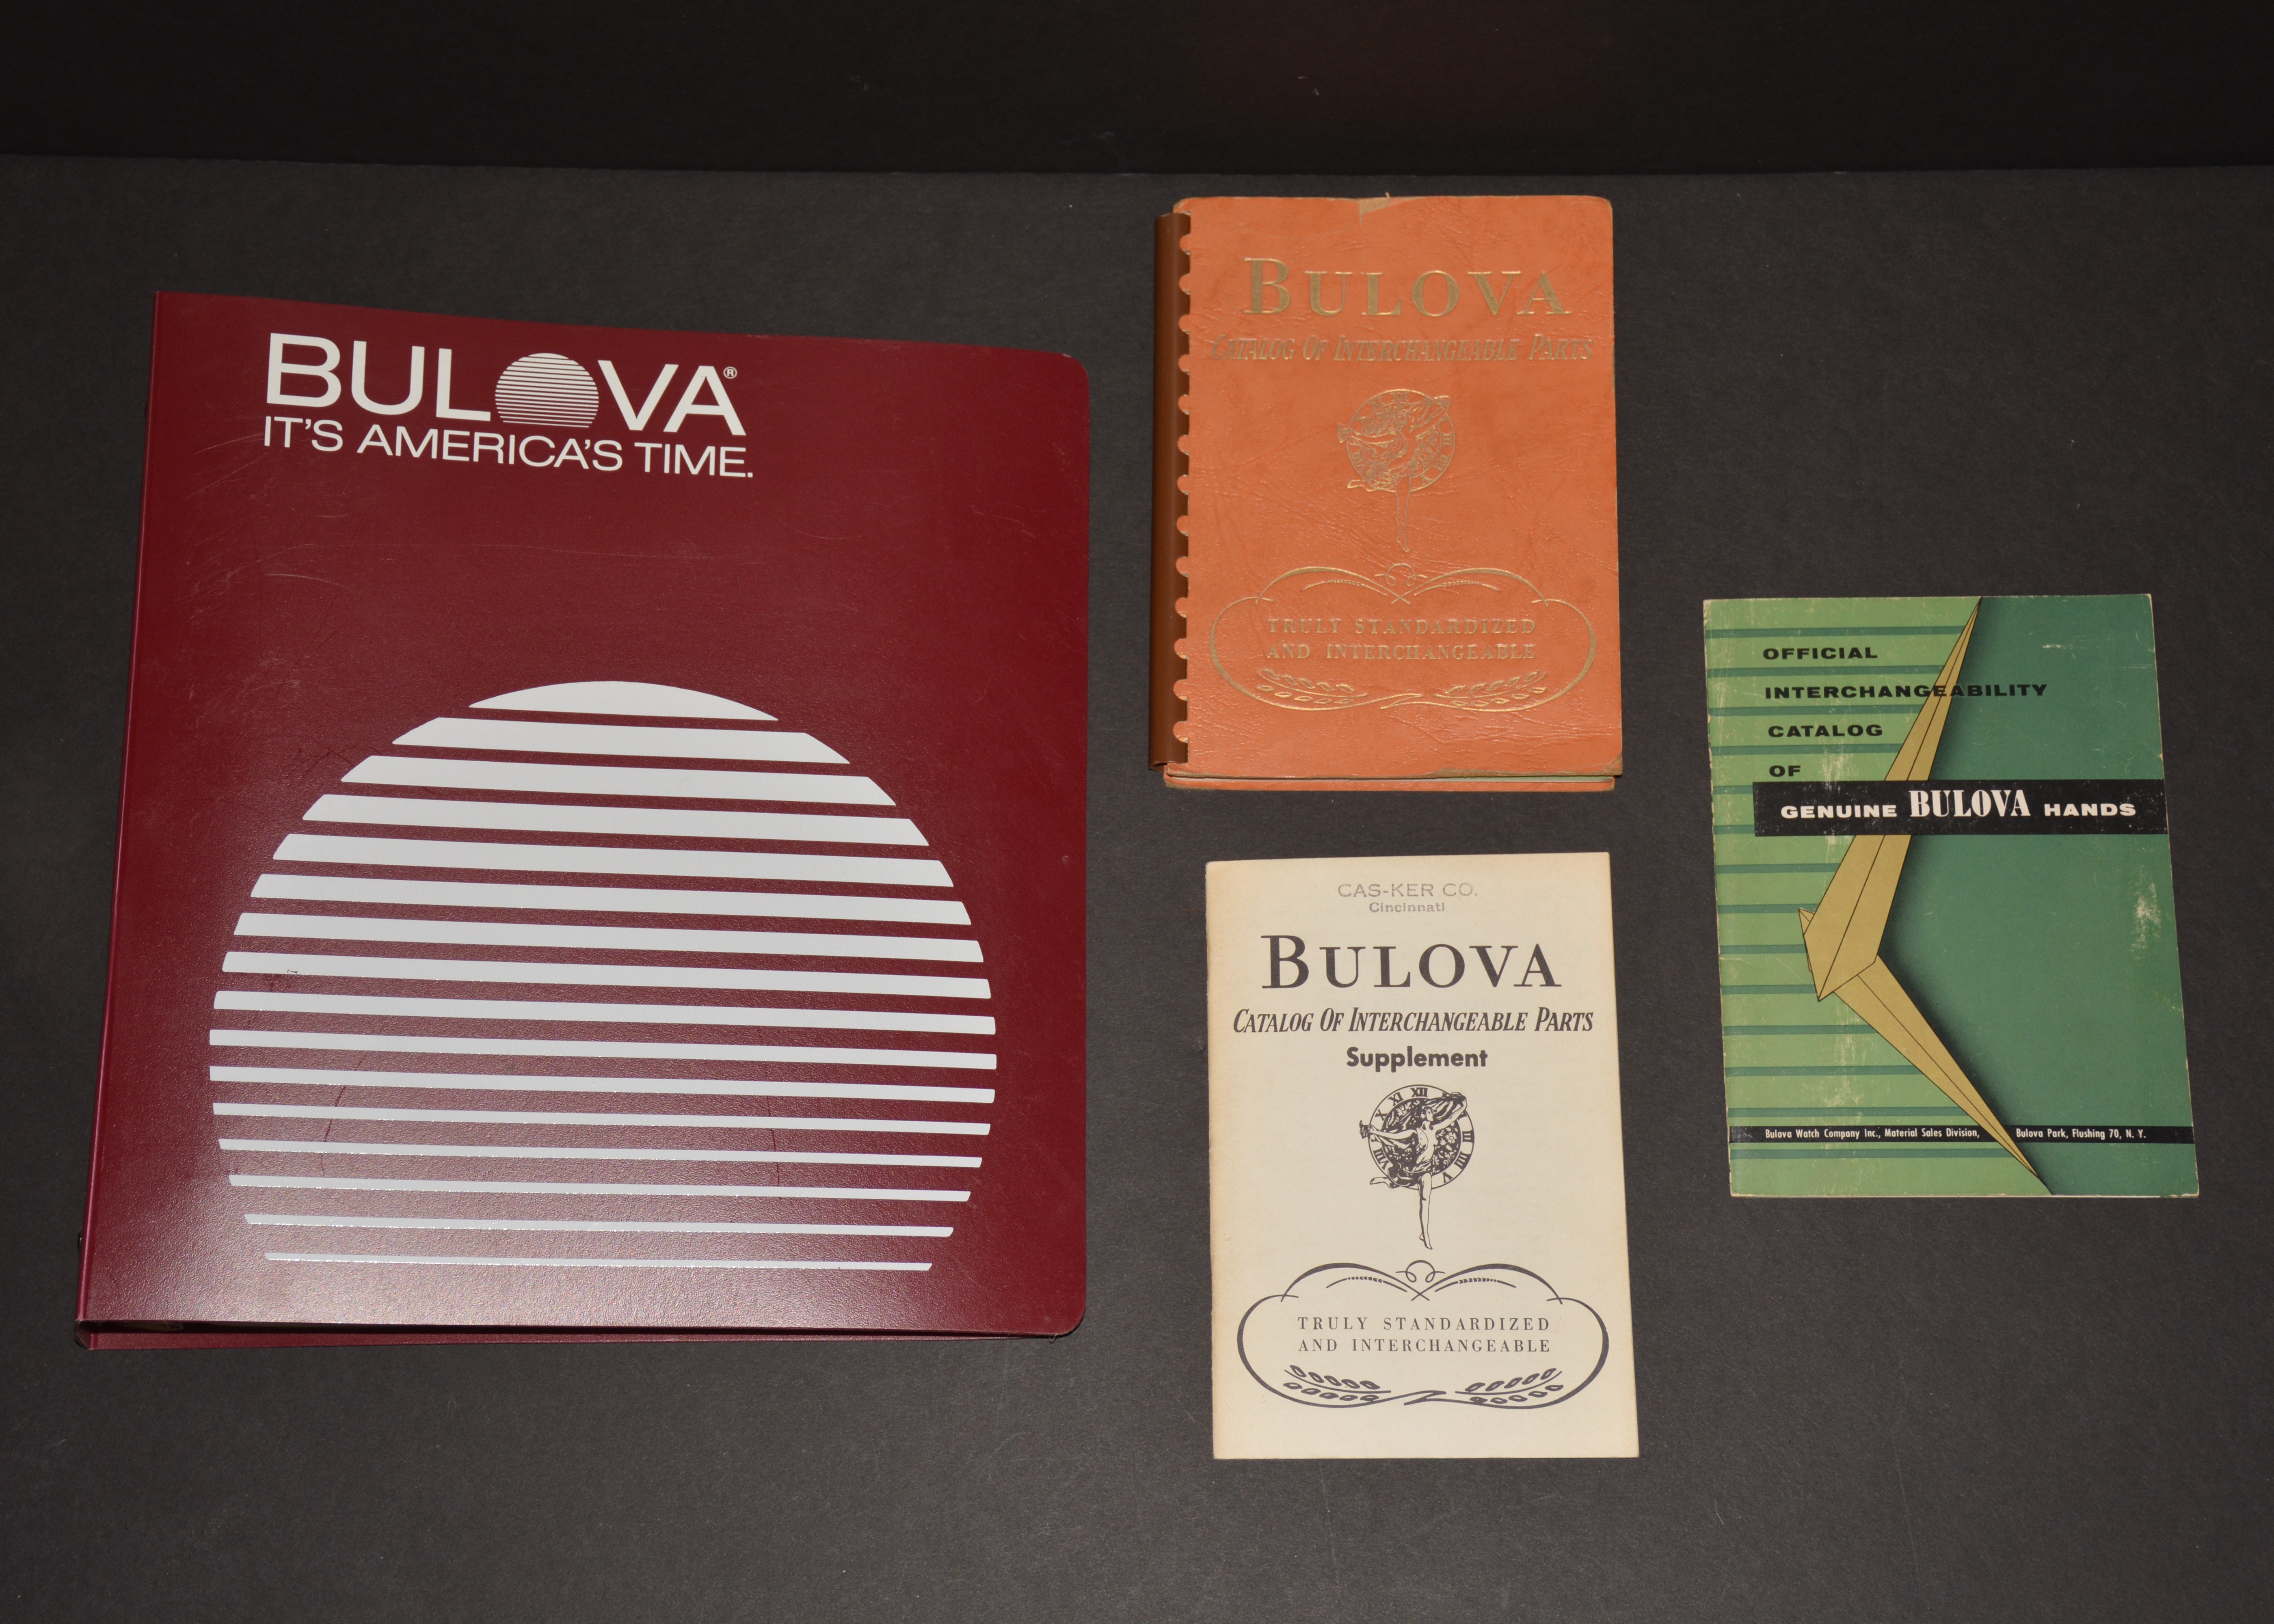 BULOVA®
IT'S AMERICA'S TIME.
BULOVA
CATALOG OF INTERCHANGEABLE PARTS
TRULY STANDARDIZED
AND INTERCHANGEABLE
CAS-KER CO.
Cincinnati
BULOVA
CATALOG OF INTERCHANGEABLE PARTS
Supplement
TRULY STANDARDIZED
AND INTERCHANGEABLE
OFFICIAL
INTERCHANGEABILITY
CATALOG
OF
GENUINE BULOVA HANDS
Bulova Watch Company Inc., Material Sales Division, Bulova Park, Flushing 70, N. Y.